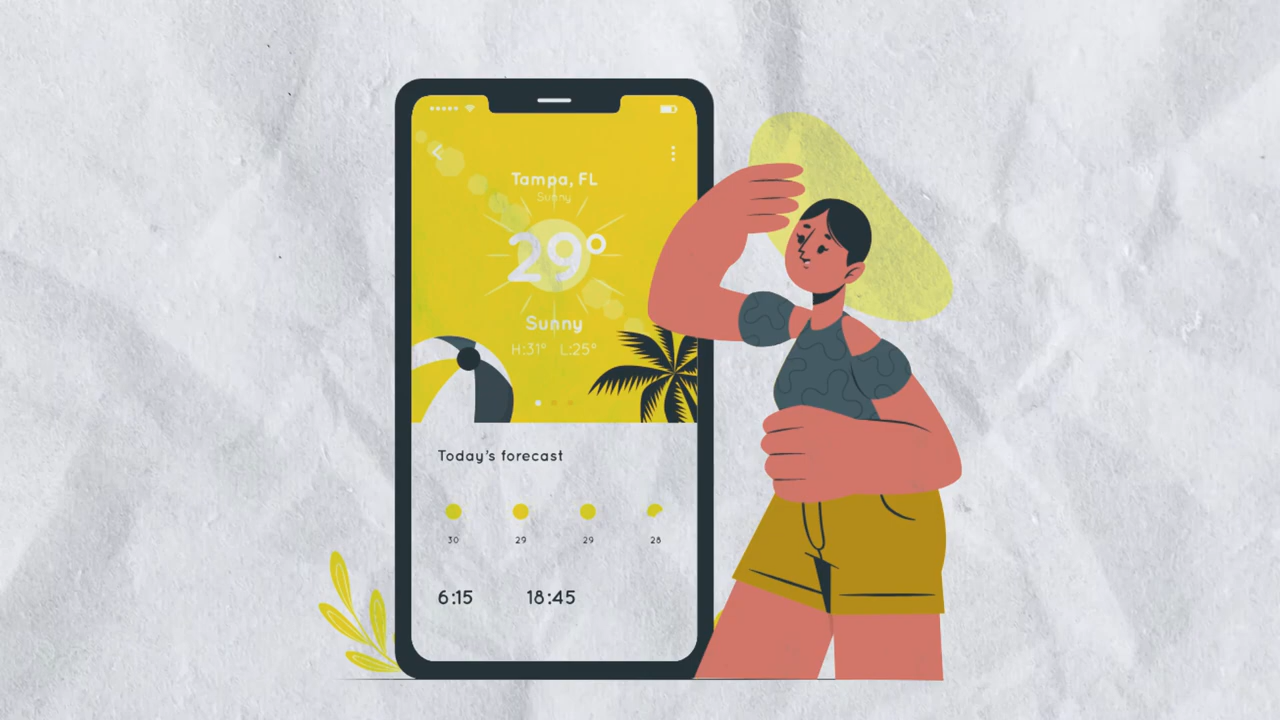 Tampa, FL
Sunny
29°
Sunny
H:31° L:25°
Today's forecast
30 29 29 28
6:15 18:45